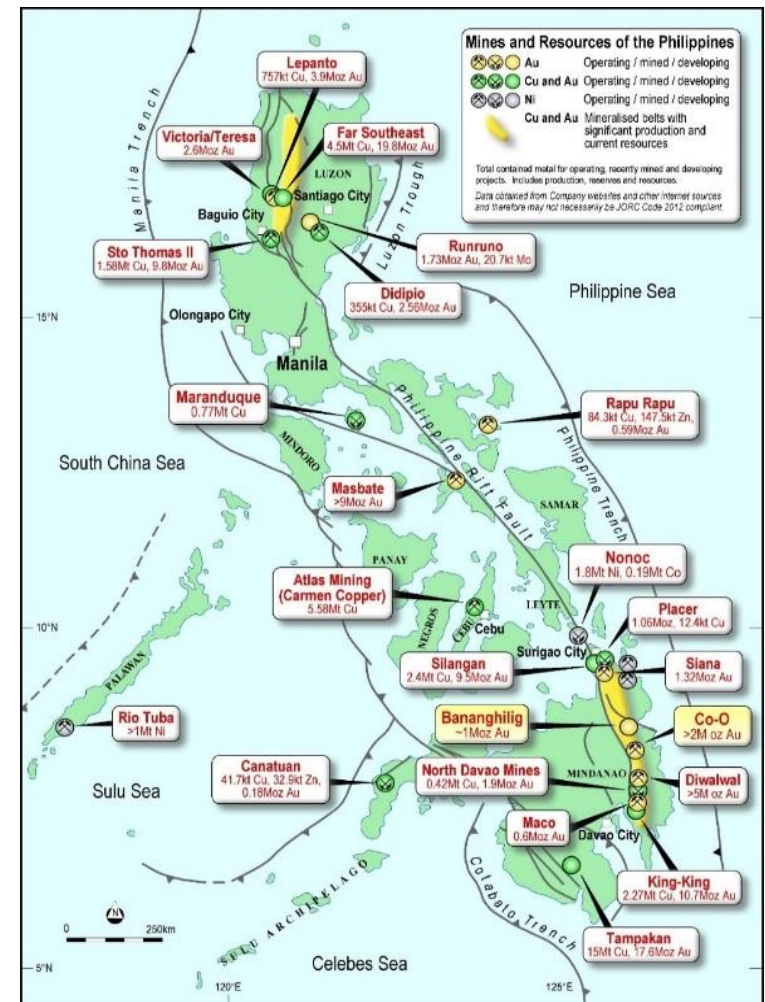 Mines and Resources of the Philippines
Au Operating / mined / developing
Cu and Au Operating / mined / developing
Ni Operating / mined / developing
Cu and Au Mineralised belts with
significant production and
current resources
Total contained metal for operating, recently mined and developing
projects. Includes production, reserves and resources.
Data obtained from Company websites and other internet sources
and therefore may not necessarily be JORC Code 2012 compliant.
Lepanto
757kt Cu, 3.9Moz Au
Victoria/Teresa
2.6Moz Au
Far Southeast
4.5Mt Cu, 19.8Moz Au
LUZON
Santiago City
Baguio City
Manila Trench
Luzon Trough
Sto Thomas II
1.58Mt Cu, 9.8Moz Au
Runruno
1.73Moz Au, 20.7kt Mo
Didipio
355kt Cu, 2.56Moz Au
Philippine Sea
15°N
Olongapo City
Manila
Maranduque
0.77Mt Cu
Philippine Rift Fault
Rapu Rapu
84.3kt Cu, 147.5kt Zn,
0.59Moz Au
Philippine Trench
MINDORO
South China Sea
Masbate
>9Moz Au
SAMAR
PANAY
Nonoc
1.8Mt Ni, 0.19Mt Co
Atlas Mining
(Carmen Copper)
5.58Mt Cu
LEYTE
NEGROS
CEBU
Cebu
10°N
Placer
1.06Moz, 12.4kt Cu
Surigao City
Silangan
2.4Mt Cu, 9.5Moz Au
Siana
1.32Moz Au
PALAWAN
Rio Tuba
>1Mt Ni
Bananghilig
~1Moz Au
Co-O
>2M oz Au
Canatuan
41.7kt Cu, 32.9kt Zn,
0.18Moz Au
North Davao Mines
0.42Mt Cu, 1.9Moz Au
MINDANAO
Diwalwal
>5M oz Au
Sulu Sea
Maco
0.6Moz Au
Davao City
King-King
2.27Mt Cu, 10.7Moz Au
Cotabato Trench
SULU ARCHIPELAGO
N
0 250km
Tampakan
15Mt Cu, 17.6Moz Au
Celebes Sea
5°N
120°E
125°E